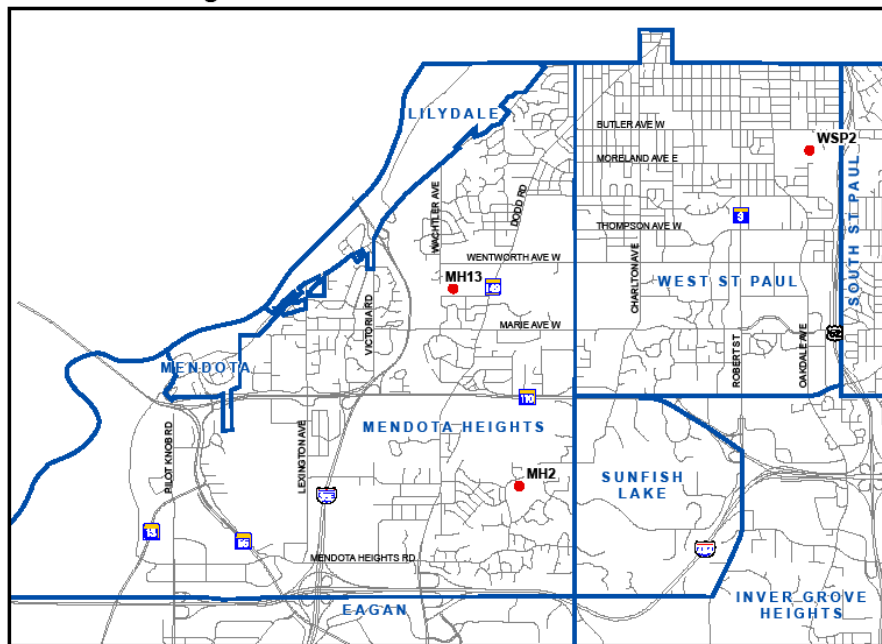 LILYDALE
BUTLER AVE W
WSP2
MORELAND AVE E
SOUTH ST PAUL
WACHTLER AVE
DODD RD
3
THOMPSON AVE W
CHARLTON AVE
WENTWORTH AVE W
WEST ST PAUL
MH13
149
VICTORIA RD
MARIE AVE W
52
ROBERT ST
OAKDALE AVE
MENDOTA
110
MENDOTA HEIGHTS
PILOT KNOB RD
LEXINGTON AVE
SUNFISH
LAKE
MH2
13
55
494
MENDOTA HEIGHTS RD
EAGAN
INVER GROVE
HEIGHTS